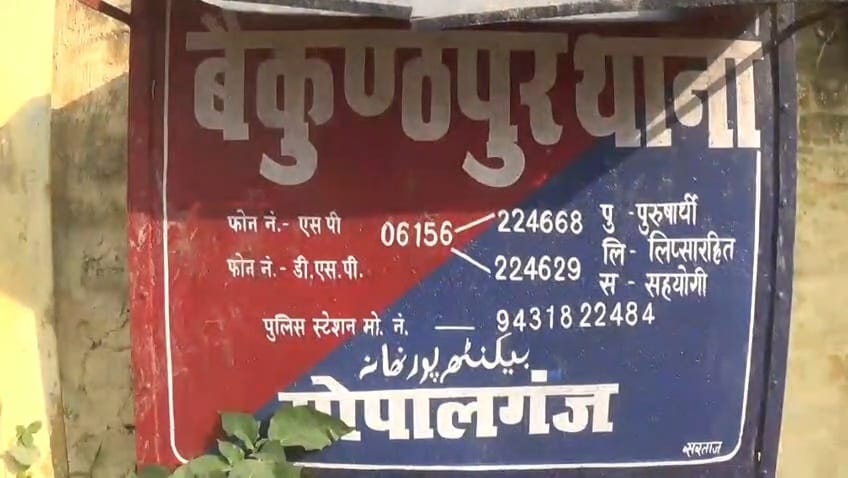 बैकुण्ठपुर थाना
फोन नं.- एस पी 06156 224668 पु - पुरुषार्थी
फोन नं.- डी.एस.पी. 224629 लि - लिप्सारहित
स - सहयोगी
पुलिस स्टेशन मो. नं. — 9431822484
بیکنٹھ پور تھانہ
गोपालगंज
सरताज